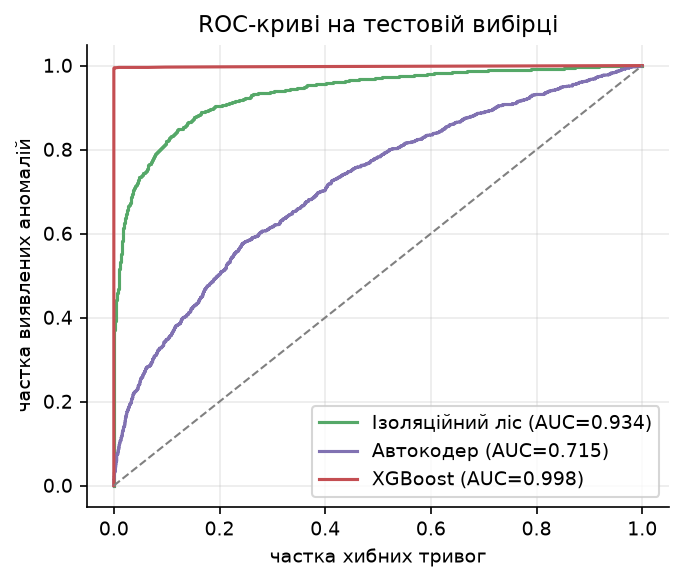 ROC-криві на тестовій вибірці
частка виявлених аномалій
1.0
0.8
0.6
0.4
0.2
0.0
Ізоляційний ліс (AUC=0.934)
Автокодер (AUC=0.715)
XGBoost (AUC=0.998)
0.0 0.2 0.4 0.6 0.8 1.0
частка хибних тривог